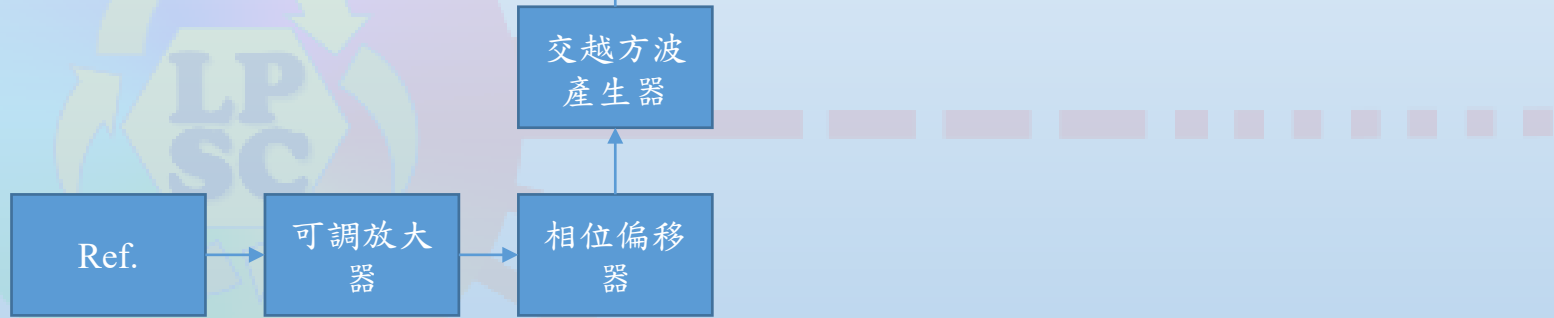 交越方波
產生器
LP
SC
Ref.
可調放大
器
相位偏移
器